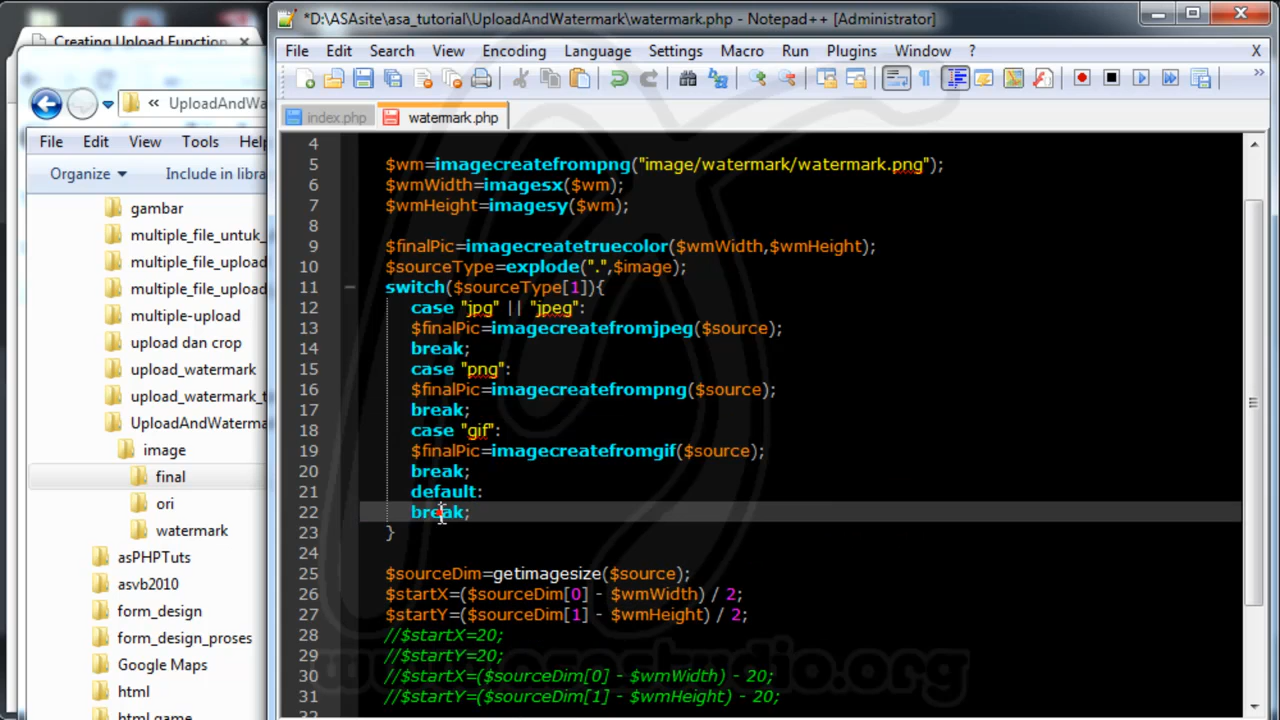 *D:\ASAsite\asa_tutorial\UploadAndWatermark\watermark.php - Notepad++ [Administrator]
Creating Upload Function
File Edit Search View Encoding Language Settings Macro Run Plugins Window ? X
« UploadAndWa
index.php watermark.php
File Edit View Tools Help
Organize Include in libra
gambar
multiple_file_untuk_
multiple_file_upload
multiple_file_upload
multiple-upload
upload dan crop
upload_watermark
upload_watermark_t
UploadAndWaterma
image
final
ori
watermark
asPHPTuts
asvb2010
form_design
form_design_proses
Google Maps
html
html game
4
5 $wm=imagecreatefrompng("image/watermark/watermark.png");
6 $wmWidth=imagesx($wm);
7 $wmHeight=imagesy($wm);
8
9 $finalPic=imagecreatetruecolor($wmWidth,$wmHeight);
10 $sourceType=explode(".",$image);
11 switch($sourceType[1]){
12 case "jpg" || "jpeg":
13 $finalPic=imagecreatefromjpeg($source);
14 break;
15 case "png":
16 $finalPic=imagecreatefrompng($source);
17 break;
18 case "gif":
19 $finalPic=imagecreatefromgif($source);
20 break;
21 default:
22 break;
23 }
24
25 $sourceDim=getimagesize($source);
26 $startX=($sourceDim[0] - $wmWidth) / 2;
27 $startY=($sourceDim[1] - $wmHeight) / 2;
28 //$startX=20;
29 //$startY=20;
30 //$startX=($sourceDim[0] - $wmWidth) - 20;
31 //$startY=($sourceDim[1] - $wmHeight) - 20;
32